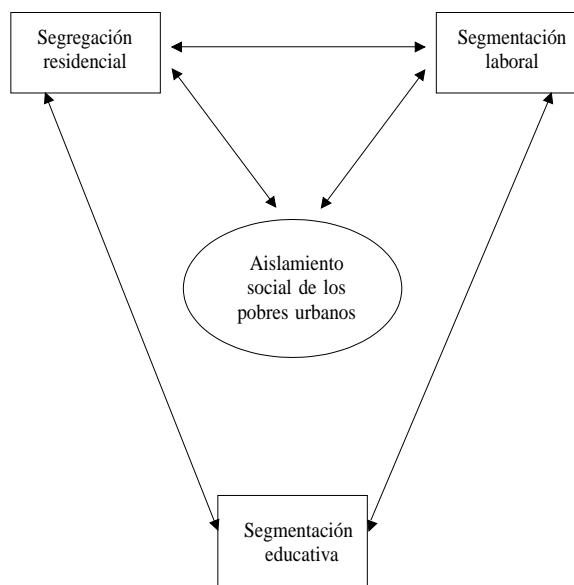 Segregación
residencial
Segmentación
laboral
Aislamiento
social de los
pobres urbanos
Segmentación
educativa